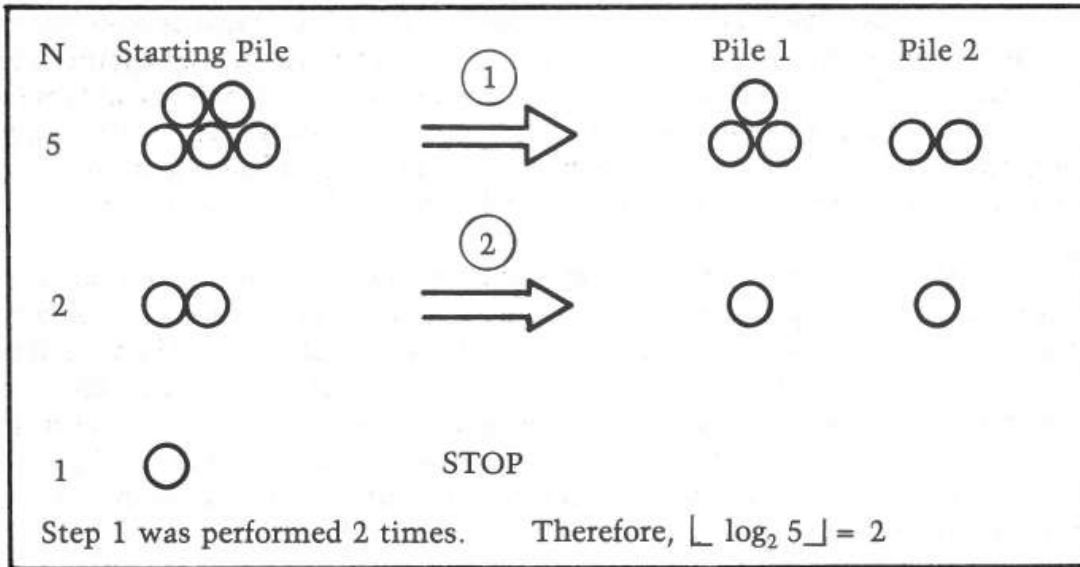 N Starting Pile Pile 1 Pile 2
1
5
2
2
1 STOP
Step 1 was performed 2 times. Therefore, ⌊ log₂ 5⌋ = 2